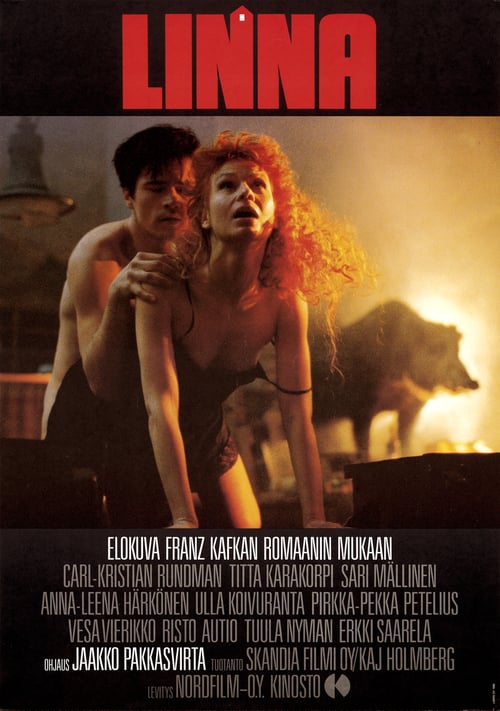 LINNA
ELOKUVA FRANZ KAFKAN ROMAANIN MUKAAN
CARL-KRISTIAN RUNDMAN TITTA KARAKORPI SARI MÄLLINEN
ANNA-LEENA HÄRKÖNEN ULLA KOIVURANTA PIRKKA-PEKKA PETELIUS
VESA VIERIKKO RISTO AUTIO TUULA NYMAN ERKKI SAARELA
OHJAUS JAAKKO PAKKASVIRTA TUOTANTO SKANDIA FILMI OY/KAJ HOLMBERG
LEVITYS NORDFILM-O.Y. KINOSTO